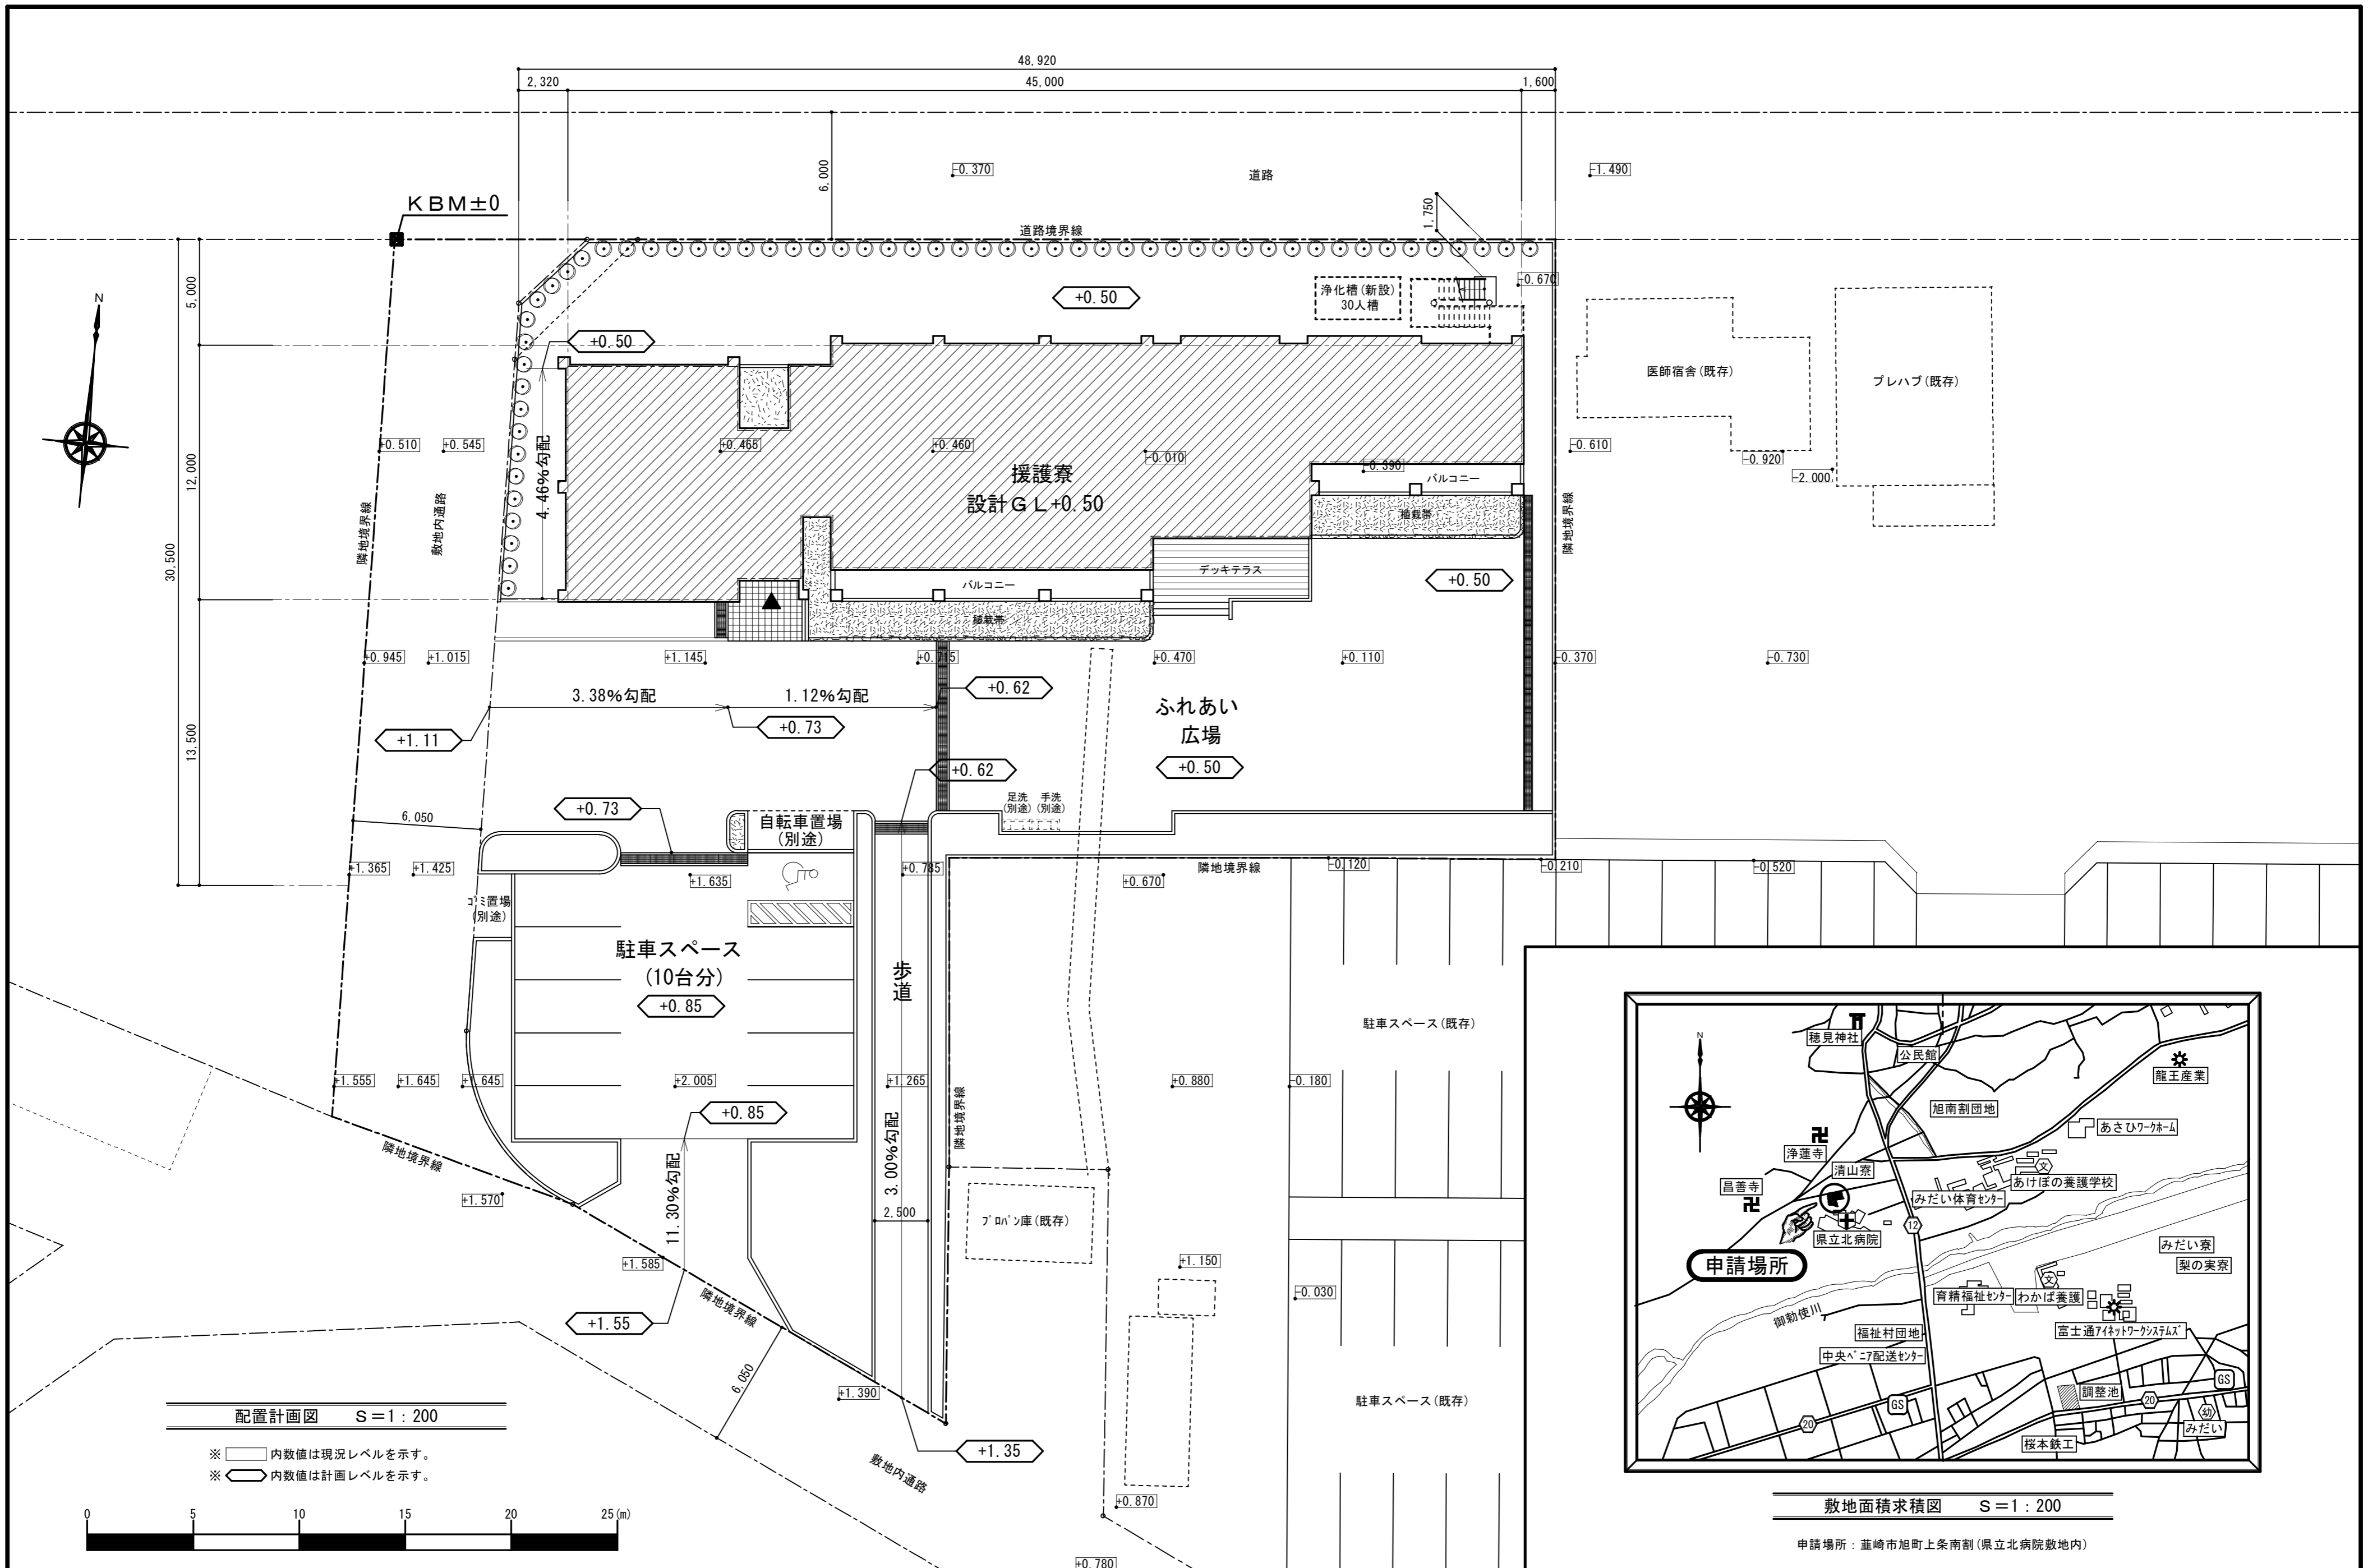 48,920
2,320
45,000
1,600
6,000
-0.370
道路
-1.490
KBM±0
道路境界線
1,750
N
5,000
+0.50
浄化槽(新設)
30人槽
-0.670
+0.50
医師宿舎(既存)
プレハブ(既存)
30,500
12,000
+0.510
+0.545
4.46%勾配
+0.465
+0.460
-0.010
-0.390
-0.610
-0.920
-2.000
援護寮
設計GL+0.50
バルコニー
植栽帯
隣地境界線
敷地内通路
隣地境界線
デッキテラス
+0.50
バルコニー
植栽帯
+0.945
+1.015
+1.145
+0.715
+0.470
+0.110
-0.370
-0.730
13,500
3.38%勾配
1.12%勾配
+0.62
+0.73
+1.11
ふれあい
広場
+0.50
+0.62
+0.73
6,050
自転車置場
(別途)
足洗
(別途)
手洗
(別途)
+1.365
+1.425
+1.635
+0.785
+0.670
隣地境界線
-0.120
-0.210
-0.520
ゴミ置場
(別途)
駐車スペース
(10台分)
+0.85
歩道
駐車スペース(既存)
+1.555
+1.645
+1.645
+2.005
+1.265
+0.880
-0.180
+0.85
隣地境界線
3.00%勾配
11.30%勾配
2,500
隣地境界線
+1.570
プロパン庫(既存)
+1.585
+1.150
-0.030
隣地境界線
+1.55
6,050
+1.390
駐車スペース(既存)
+1.35
敷地内通路
+0.870
+0.780
配置計画図 S=1:200
※ 内数値は現況レベルを示す。
※ 内数値は計画レベルを示す。
0 5 10 15 20 25(m)
N
穂見神社
公民館
龍王産業
旭南割団地
あさひワークホーム
浄蓮寺
清山寮
文
あけぼの養護学校
昌善寺
みだい体育センター
12
県立北病院
申請場所
みだい寮
梨の実寮
文
育精福祉センター
わかば養護
御勅使川
福祉村団地
富士通アイネットワークシステムズ
中央ベニア配送センター
調整池
GS
GS
20
20
幼
みだい
桜本鉄工
敷地面積求積図 S=1:200
申請場所:韮崎市旭町上条南割(県立北病院敷地内)